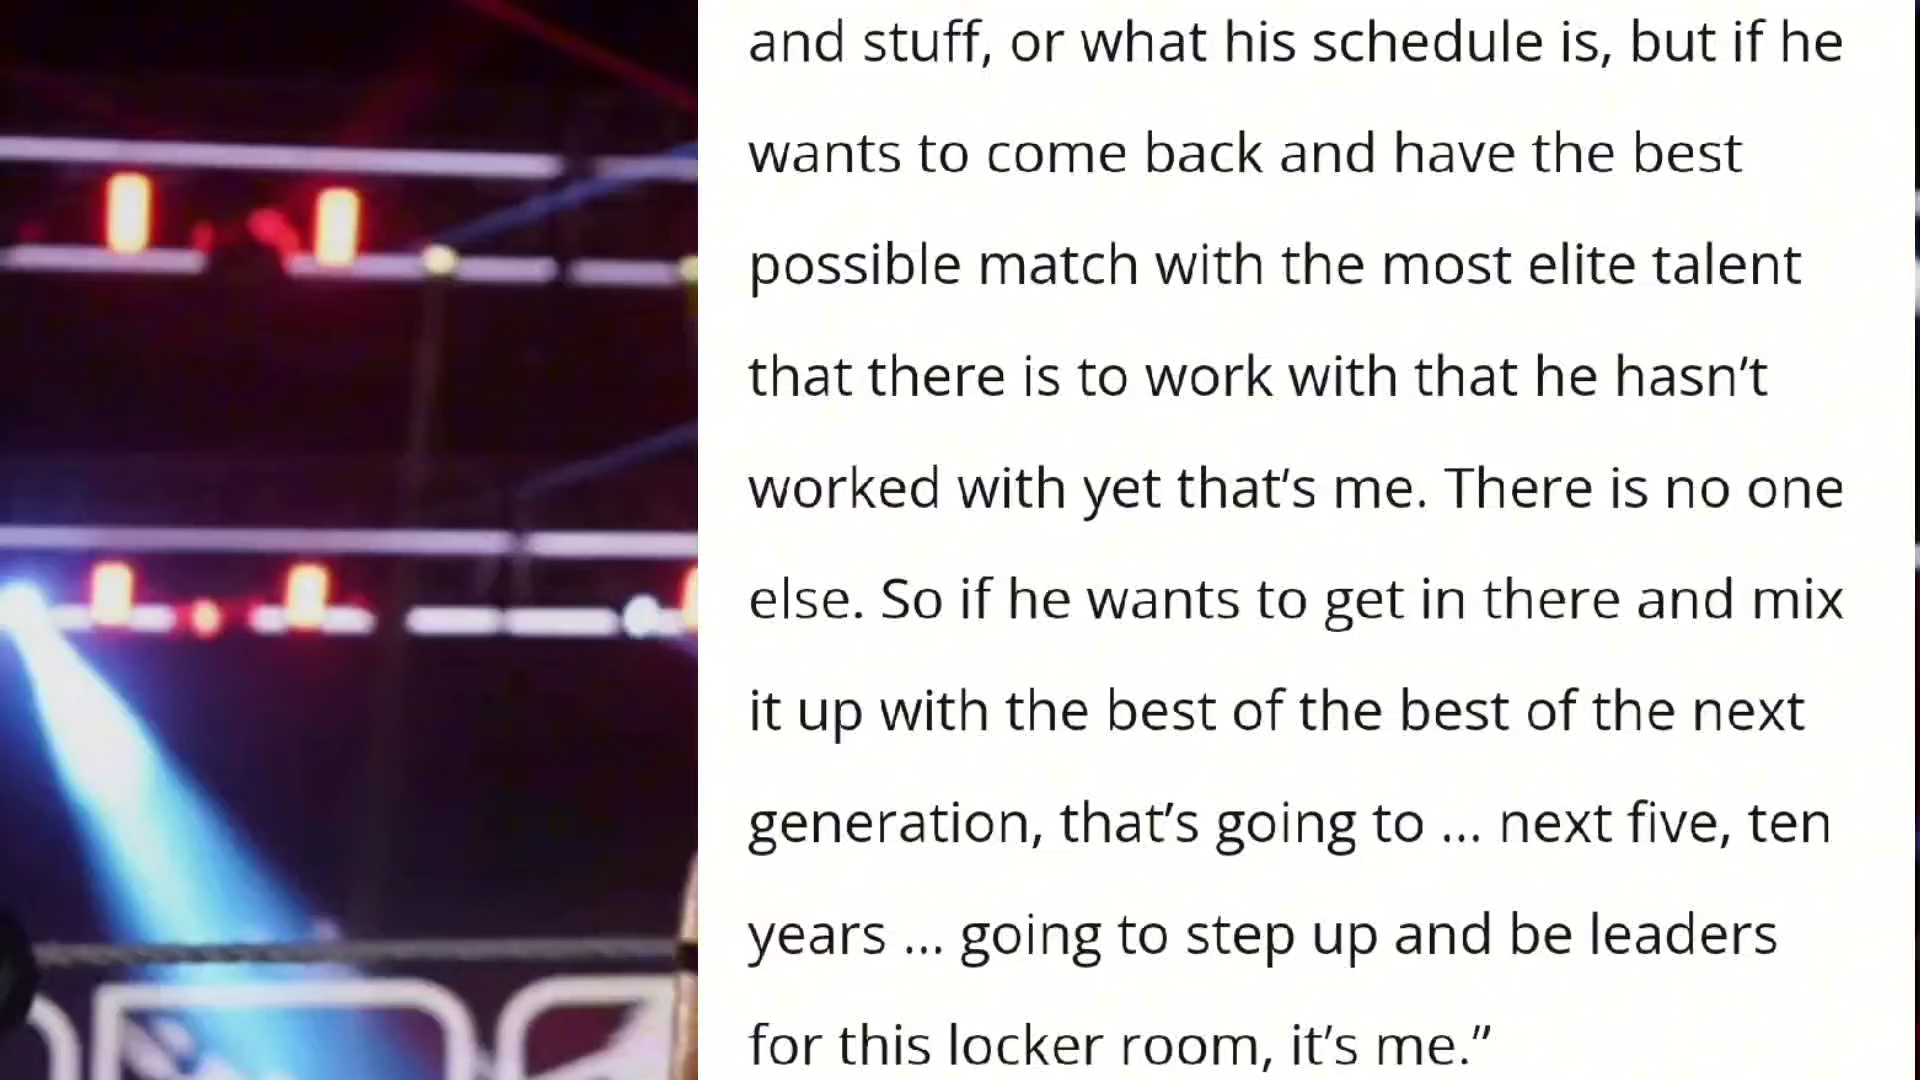 and stuff, or what his schedule is, but if he
wants to come back and have the best
possible match with the most elite talent
that there is to work with that he hasn’t
worked with yet that’s me. There is no one
else. So if he wants to get in there and mix
it up with the best of the best of the next
generation, that’s going to ... next five, ten
years ... going to step up and be leaders
for this locker room, it’s me.”